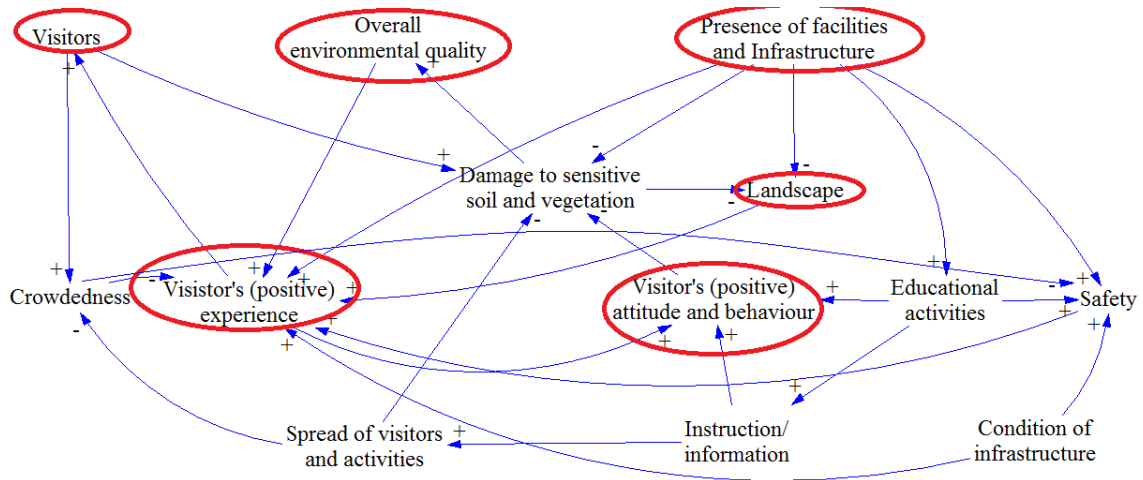 Visitors
Overall
environmental quality
Presence of facilities
and Infrastructure
+
+
+
-
-
Damage to sensitive
soil and vegetation
Landscape
-
-
-
+
Crowdedness
-
-
Visistor's (positive)
experience
+
+
+
+
+
Visitor's (positive)
attitude and behaviour
+
+
+
+
Educational
activities
-
+
+
+
Safety
+
+
Spread of visitors
and activities
+
Instruction/
information
Condition of
infrastructure